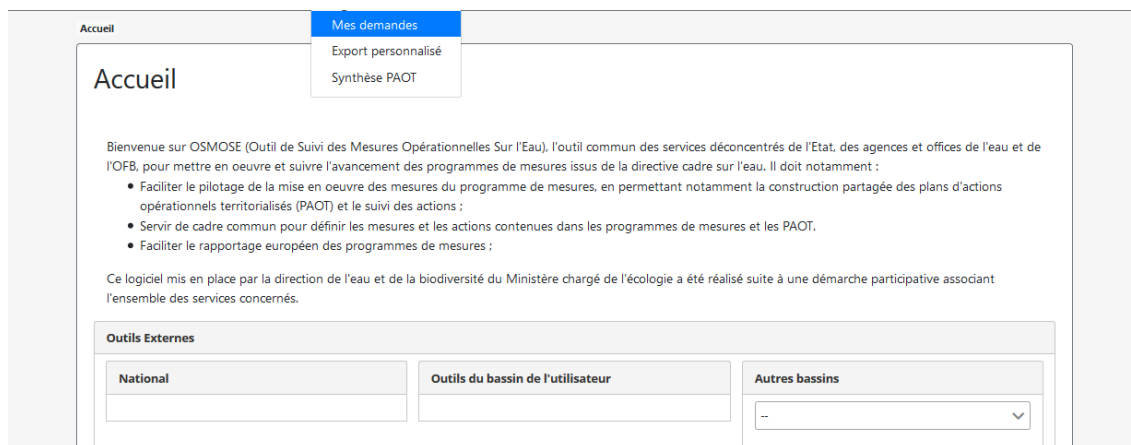 Mes demandes
Accueil
Export personnalisé
Synthèse PAOT
Accueil
Bienvenue sur OSMOSE (Outil de Suivi des Mesures Opérationnelles Sur l'Eau), l'outil commun des services déconcentrés de l'Etat, des agences et offices de l'eau et de
l'OFB, pour mettre en oeuvre et suivre l'avancement des programmes de mesures issus de la directive cadre sur l'eau. Il doit notamment :
• Faciliter le pilotage de la mise en oeuvre des mesures du programme de mesures, en permettant notamment la construction partagée des plans d'actions
opérationnels territorialisés (PAOT) et le suivi des actions ;
• Servir de cadre commun pour définir les mesures et les actions contenues dans les programmes de mesures et les PAOT.
• Faciliter le rapportage européen des programmes de mesures ;
Ce logiciel mis en place par la direction de l'eau et de la biodiversité du Ministère chargé de l'écologie a été réalisé suite à une démarche participative associant
l'ensemble des services concernés.
Outils Externes
National
Outils du bassin de l'utilisateur
Autres bassins
--